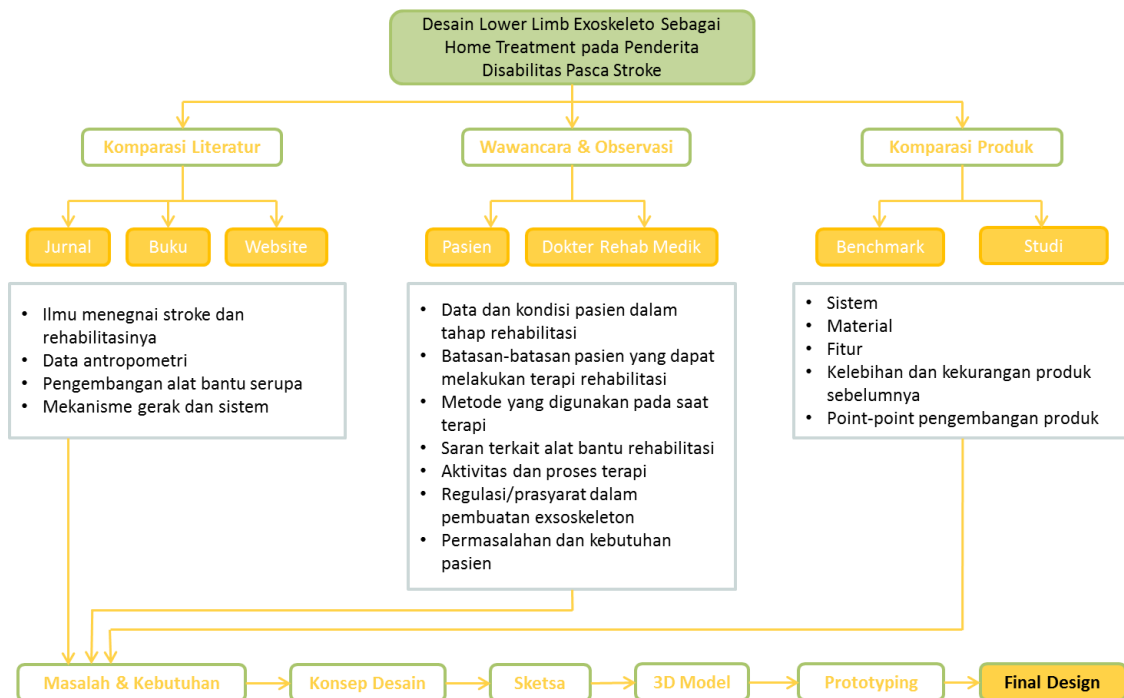 Desain Lower Limb Exoskeleto Sebagai
Home Treatment pada Penderita
Disabilitas Pasca Stroke
Komparasi Literatur
Wawancara & Observasi
Komparasi Produk
Jurnal
Buku
Website
Pasien
Dokter Rehab Medik
Benchmark
Studi
• Ilmu menegnai stroke dan
rehabilitasinya
• Data antropometri
• Pengembangan alat bantu serupa
• Mekanisme gerak dan sistem
• Data dan kondisi pasien dalam
tahap rehabilitasi
• Batasan-batasan pasien yang dapat
melakukan terapi rehabilitasi
• Metode yang digunakan pada saat
terapi
• Saran terkait alat bantu rehabilitasi
• Aktivitas dan proses terapi
• Regulasi/prasyarat dalam
pembuatan exsoskeleton
• Permasalahan dan kebutuhan
pasien
• Sistem
• Material
• Fitur
• Kelebihan dan kekurangan produk
sebelumnya
• Point-point pengembangan produk
Masalah & Kebutuhan
Konsep Desain
Sketsa
3D Model
Prototyping
Final Design